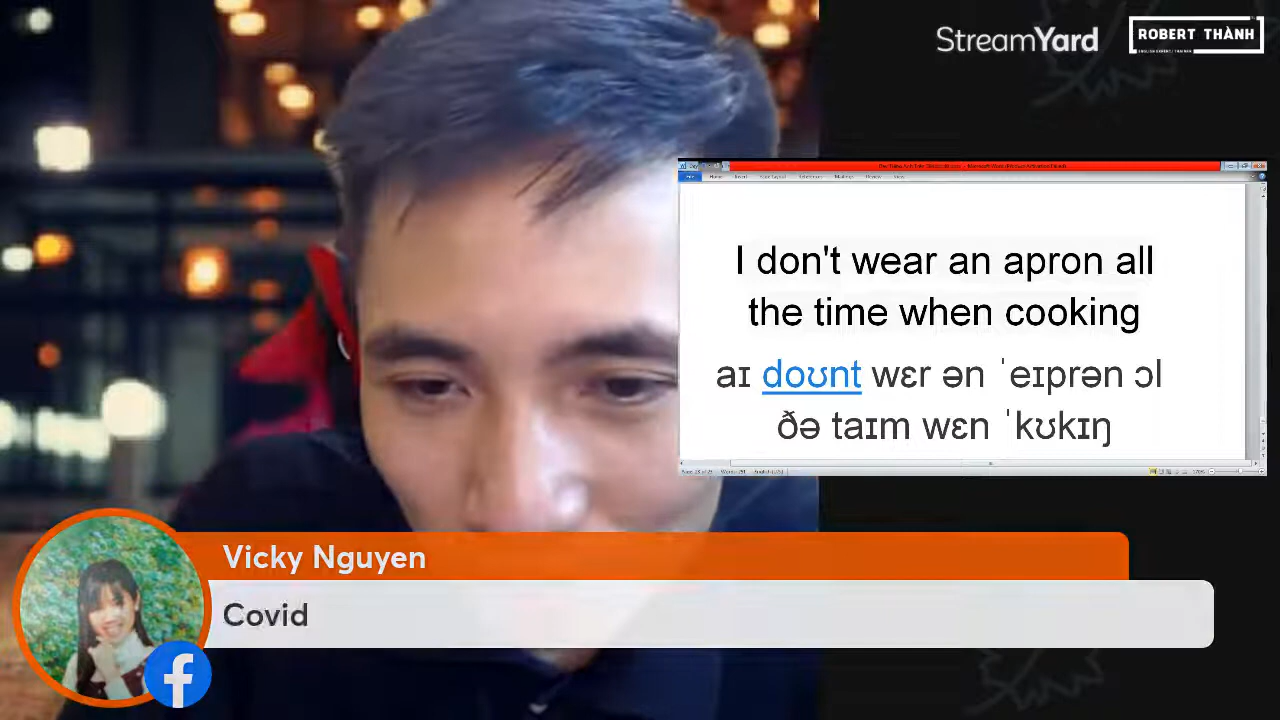 StreamYard
ROBERT THÀNH
I don't wear an apron all
the time when cooking
aɪ doʊnt wɛr ən ˈeɪprən ɔl
ðə taɪm wɛn ˈkʊkɪŋ
Vicky Nguyen
Covid